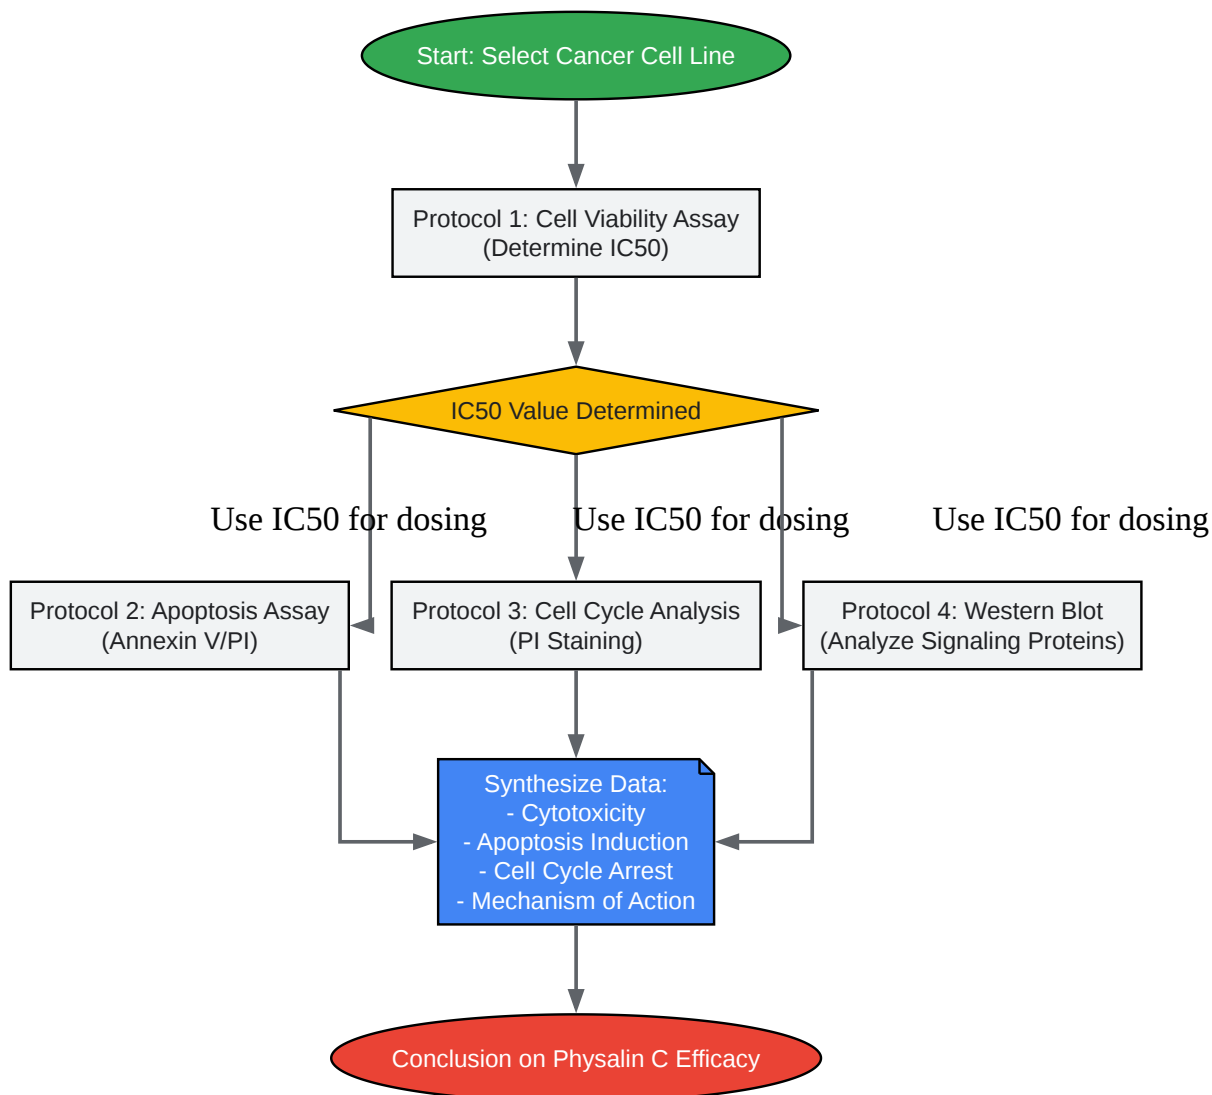 Start: Select Cancer Cell Line
Protocol 1: Cell Viability Assay
(Determine IC50)
IC50 Value Determined
Use IC50 for dosing
Use IC50 for dosing
Use IC50 for dosing
Protocol 2: Apoptosis Assay
(Annexin V/PI)
Protocol 3: Cell Cycle Analysis
(PI Staining)
Protocol 4: Western Blot
(Analyze Signaling Proteins)
Synthesize Data:
- Cytotoxicity
- Apoptosis Induction
- Cell Cycle Arrest
- Mechanism of Action
Conclusion on Physalin C Efficacy